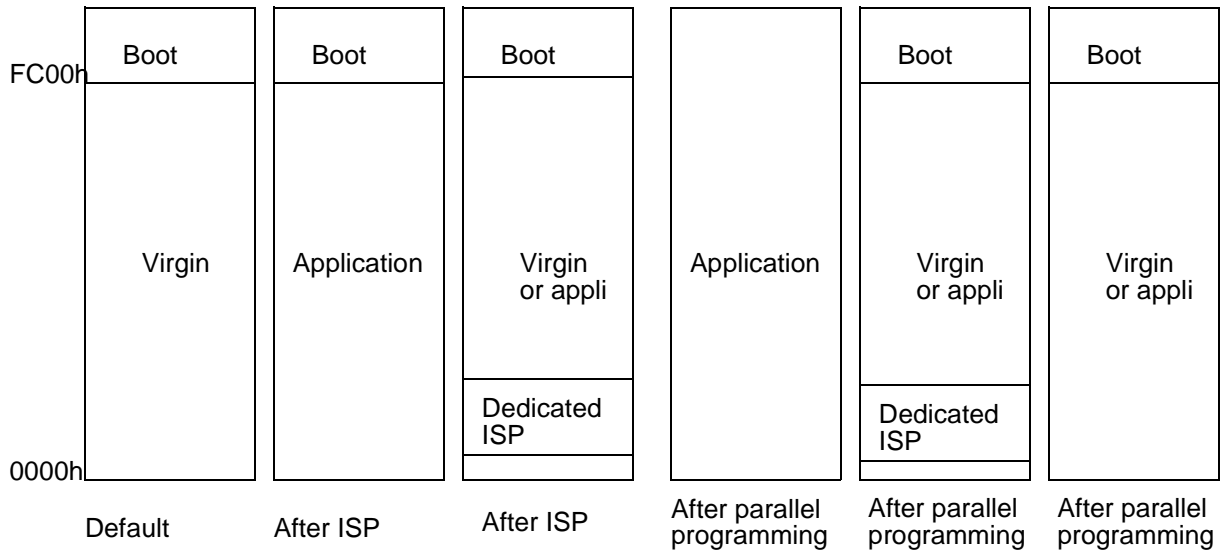 Boot
Boot
Boot
Boot
Boot
FC00h
Virgin
Application
Virgin
or appli
Application
Virgin
or appli
Virgin
or appli
Dedicated
ISP
Dedicated
ISP
0000h
Default
After ISP
After ISP
After parallel
programming
After parallel
programming
After parallel
programming